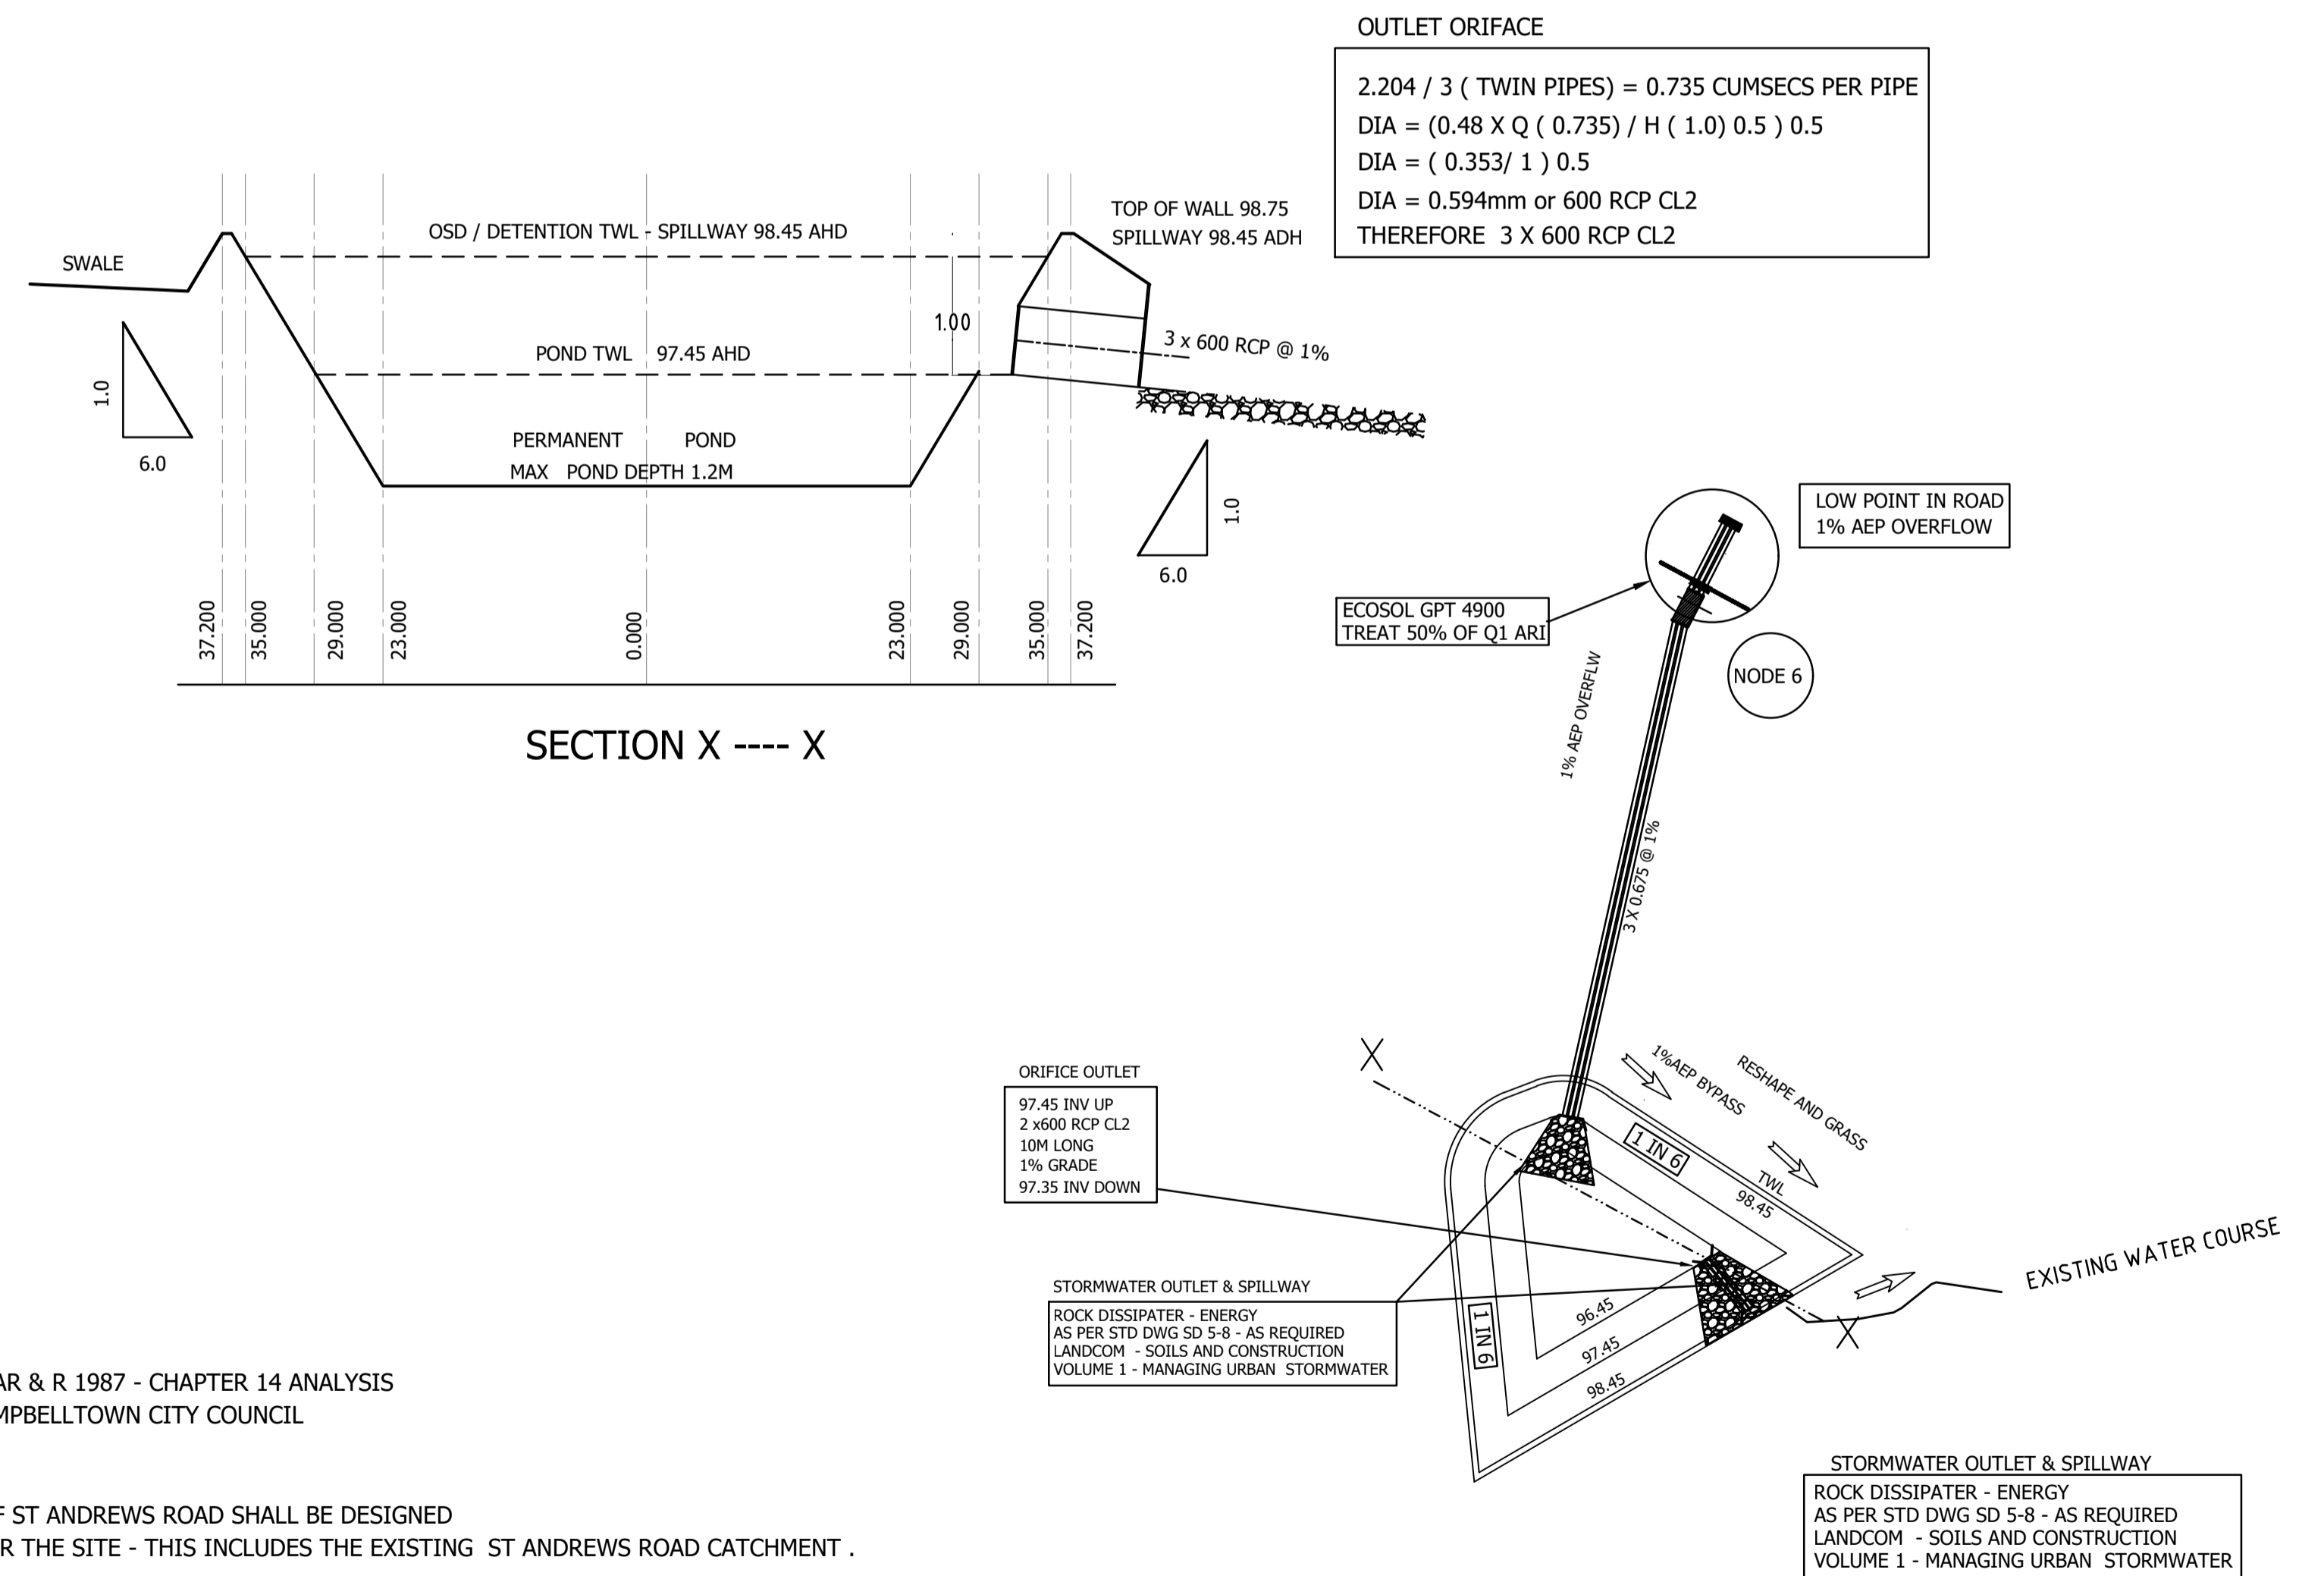 OUTLET ORIFACE
2.204 / 3 ( TWIN PIPES) = 0.735 CUMSECS PER PIPE
DIA = (0.48 X Q ( 0.735) / H ( 1.0) 0.5 ) 0.5
DIA = ( 0.353/ 1 ) 0.5
DIA = 0.594mm or 600 RCP CL2
THEREFORE 3 X 600 RCP CL2
TOP OF WALL 98.75
SPILLWAY 98.45 ADH
OSD / DETENTION TWL - SPILLWAY 98.45 AHD
SWALE
1.00
3 x 600 RCP @ 1%
POND TWL 97.45 AHD
1.0
6.0
PERMANENT POND
MAX POND DEPTH 1.2M
1.0
6.0
37.200
35.000
29.000
23.000
0.000
23.000
29.000
35.000
37.200
SECTION X ---- X
LOW POINT IN ROAD
1% AEP OVERFLOW
ECOSOL GPT 4900
TREAT 50% OF Q1 ARI
NODE 6
1% AEP OVERFLW
3 X 0.675 @ 1%
X
1%AEP BYPASS
RESHAPE AND GRASS
1 IN 6
TWL
98.45
ORIFICE OUTLET
97.45 INV UP
2 x600 RCP CL2
10M LONG
1% GRADE
97.35 INV DOWN
EXISTING WATER COURSE
STORMWATER OUTLET & SPILLWAY
ROCK DISSIPATER - ENERGY
AS PER STD DWG SD 5-8 - AS REQUIRED
LANDCOM - SOILS AND CONSTRUCTION
VOLUME 1 - MANAGING URBAN STORMWATER
1 IN 6
96.45
97.45
98.45
X
AR & R 1987 - CHAPTER 14 ANALYSIS
MPBELLTOWN CITY COUNCIL
F ST ANDREWS ROAD SHALL BE DESIGNED
R THE SITE - THIS INCLUDES THE EXISTING ST ANDREWS ROAD CATCHMENT .
STORMWATER OUTLET & SPILLWAY
ROCK DISSIPATER - ENERGY
AS PER STD DWG SD 5-8 - AS REQUIRED
LANDCOM - SOILS AND CONSTRUCTION
VOLUME 1 - MANAGING URBAN STORMWATER